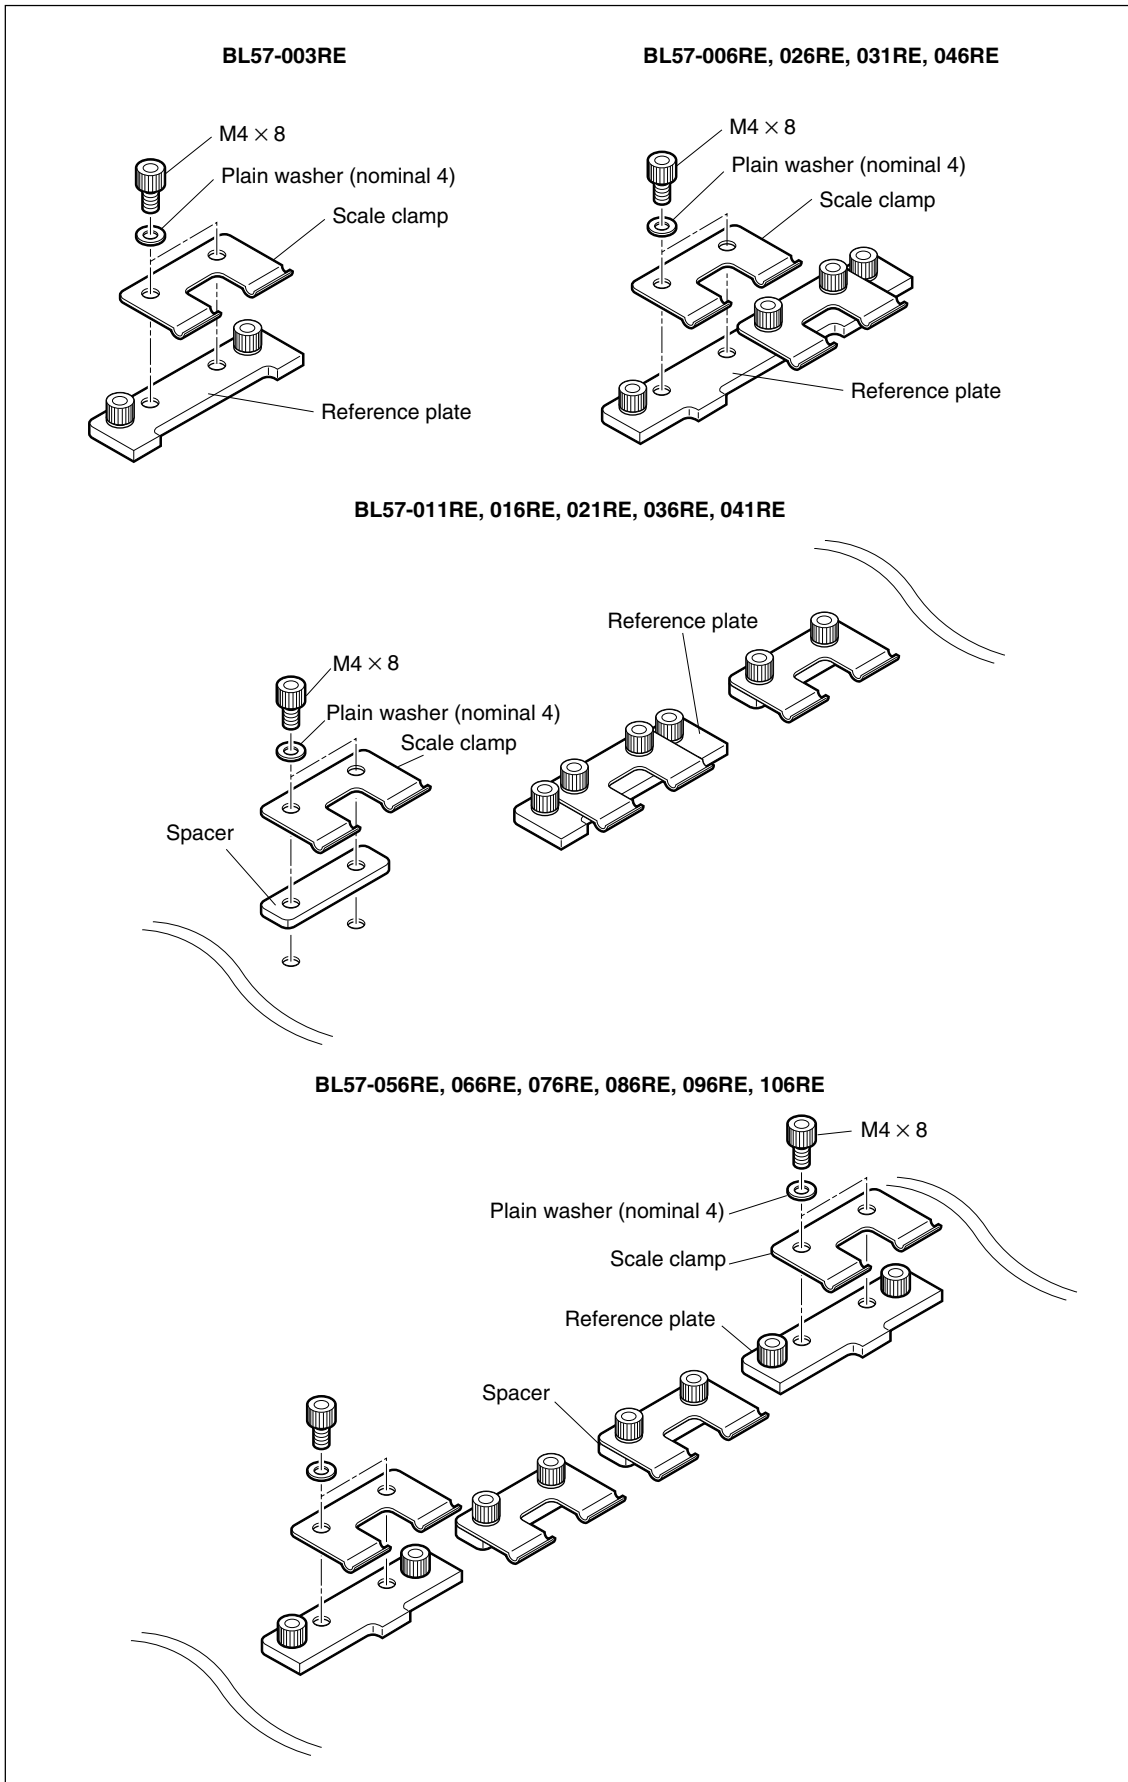 BL57-003RE
M4 × 8
Plain washer (nominal 4)
Scale clamp
Reference plate
BL57-006RE, 026RE, 031RE, 046RE
M4 × 8
Plain washer (nominal 4)
Scale clamp
Reference plate
BL57-011RE, 016RE, 021RE, 036RE, 041RE
Reference plate
M4 × 8
Plain washer (nominal 4)
Scale clamp
Spacer
BL57-056RE, 066RE, 076RE, 086RE, 096RE, 106RE
M4 × 8
Plain washer (nominal 4)
Scale clamp
Reference plate
Spacer